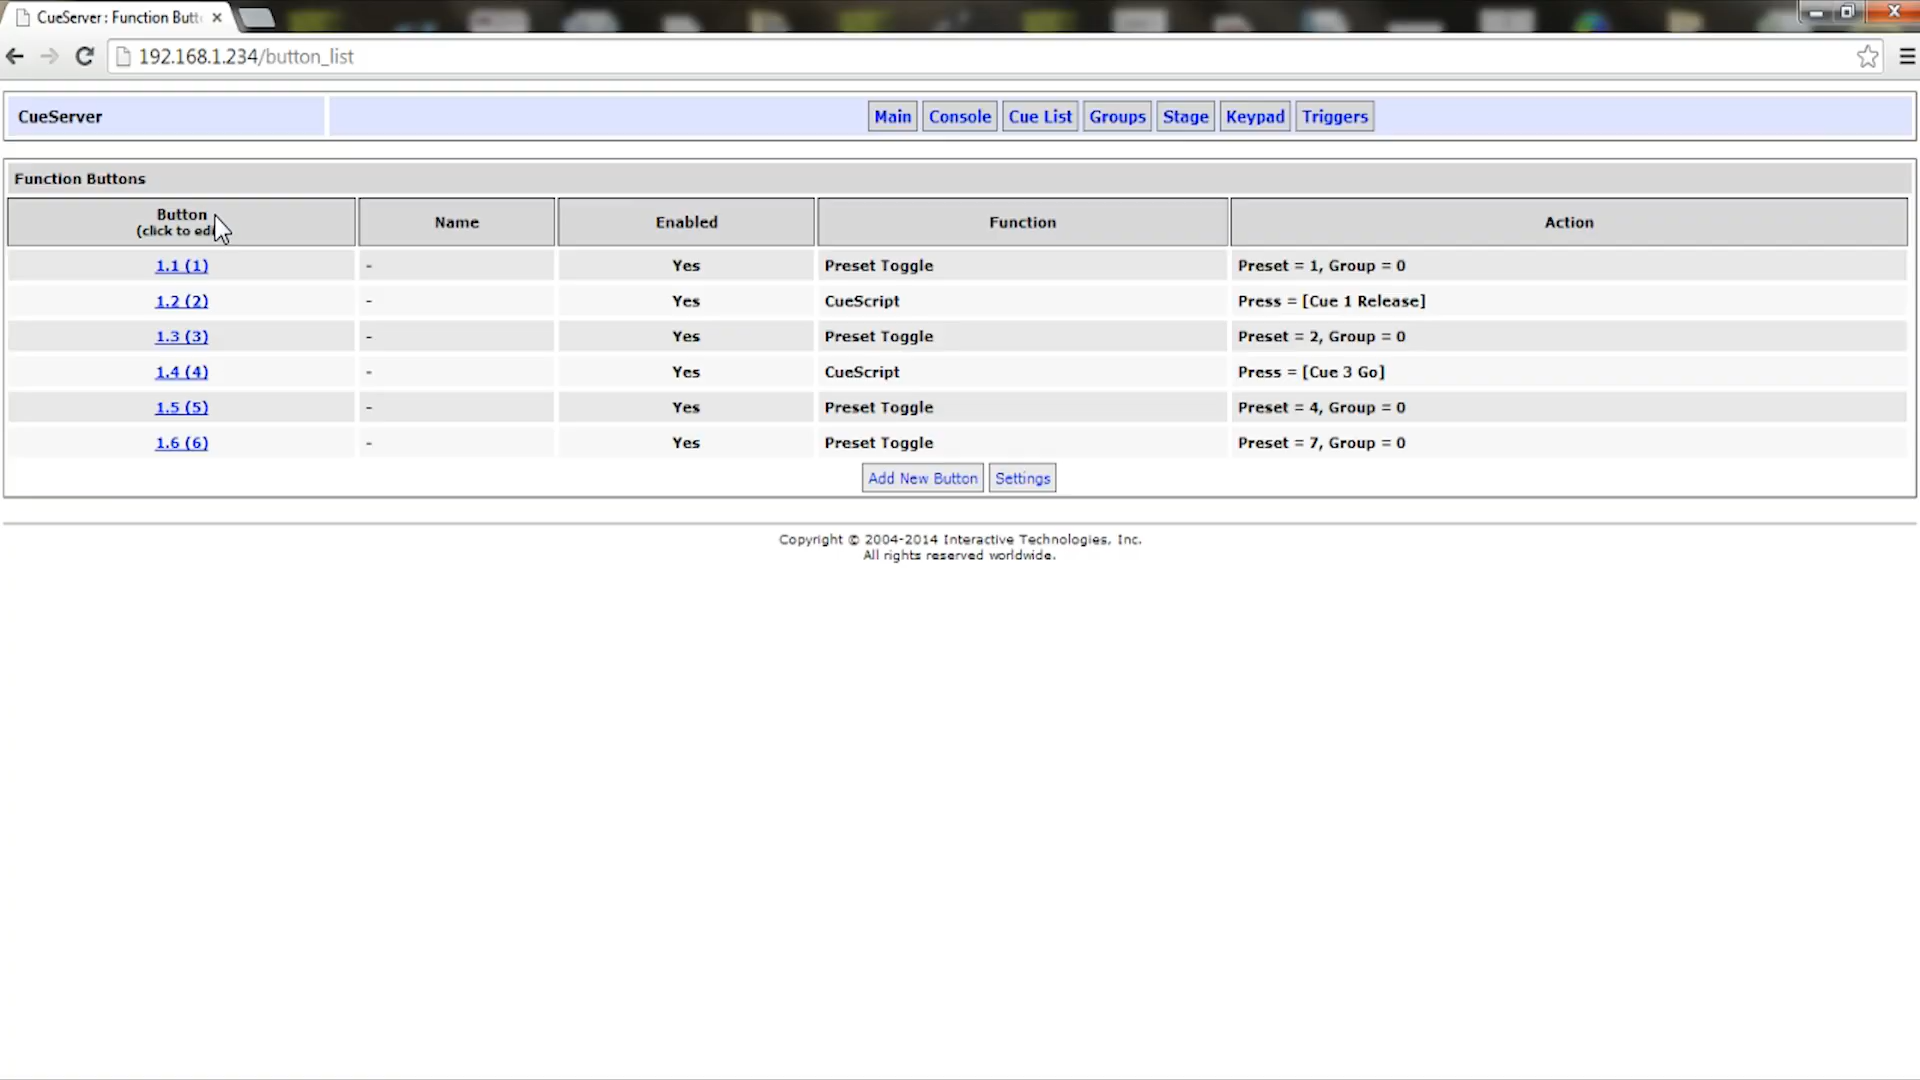 CueServer : Function Butt
192.168.1.234/button_list
CueServer
Main Console Cue List Groups Stage Keypad Triggers
Function Buttons
Button Name Enabled Function Action
(click to edi
1.1 (1) - Yes Preset Toggle Preset = 1, Group = 0
1.2 (2) - Yes CueScript Press = [Cue 1 Release]
1.3 (3) - Yes Preset Toggle Preset = 2, Group = 0
1.4 (4) - Yes CueScript Press = [Cue 3 Go]
1.5 (5) - Yes Preset Toggle Preset = 4, Group = 0
1.6 (6) - Yes Preset Toggle Preset = 7, Group = 0
Add New Button Settings
Copyright © 2004-2014 Interactive Technologies, Inc.
All rights reserved worldwide.